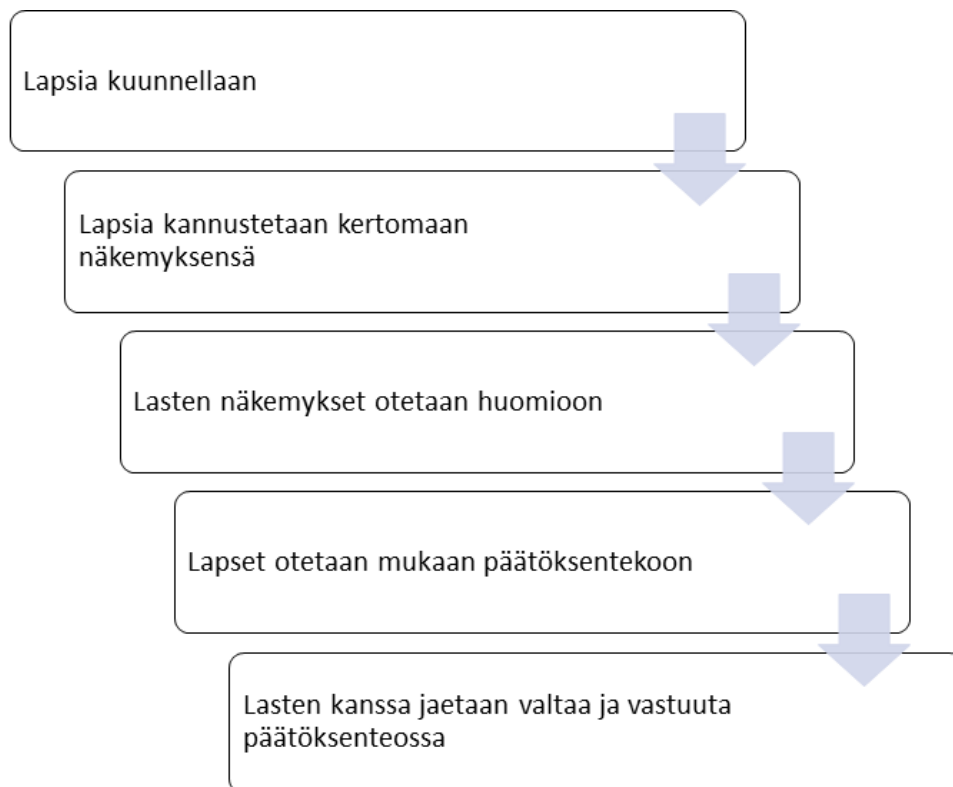 Lapsia kuunnellaan
Lapsia kannustetaan kertomaan
näkemyksensä
Lasten näkemykset otetaan huomioon
Lapset otetaan mukaan päätöksentekoon
Lasten kanssa jaetaan valtaa ja vastuuta
päätöksenteossa